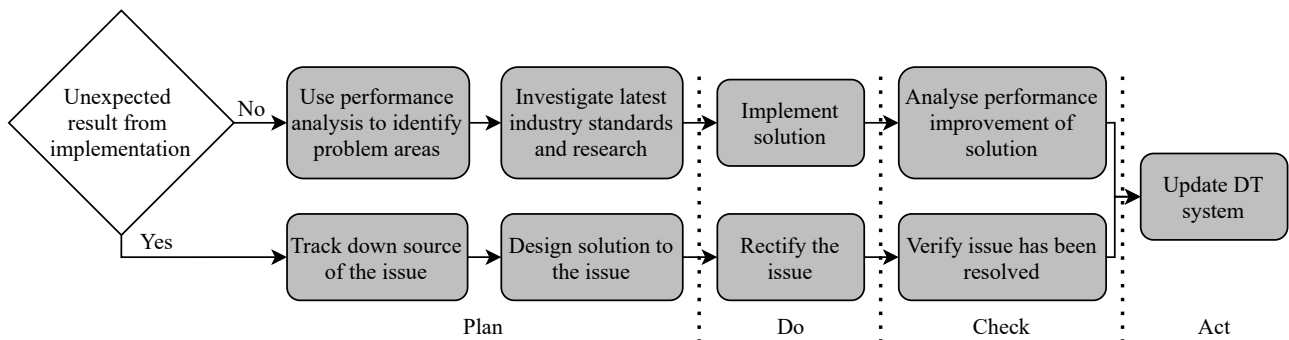 Unexpected
result from
implementation
No
Yes
Use performance
analysis to identify
problem areas
Investigate latest
industry standards
and research
Implement
solution
Analyse performance
improvement of
solution
Track down source
of the issue
Design solution to
the issue
Rectify the
issue
Verify issue has been
resolved
Update DT
system
Plan
Do
Check
Act